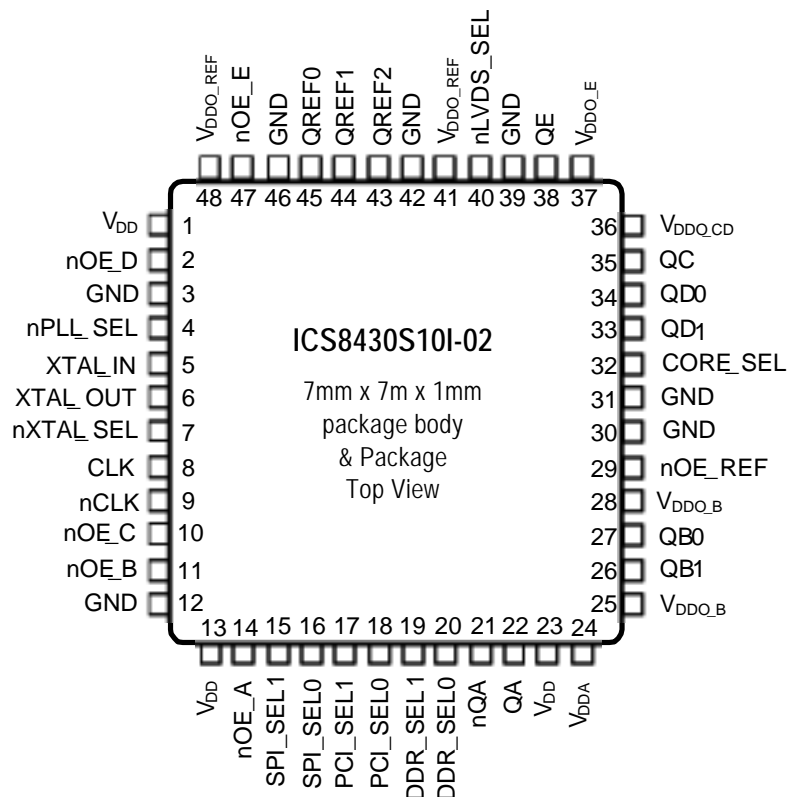 VDDO_REF
nOE_E
GND
QREF0
QREF1
QREF2
GND
VDDO_REF
nLVDS_SEL
GND
QE
VDDO_E
48 47 46 45 44 43 42 41 40 39 38 37
VDD 1
nOE_D 2
GND 3
nPLL_SEL 4
XTAL_IN 5
XTAL_OUT 6
nXTAL_SEL 7
CLK 8
nCLK 9
nOE_C 10
nOE_B 11
GND 12
ICS8430S10I-02
7mm x 7m x 1mm
package body
& Package
Top View
36 VDDO_CD
35 QC
34 QD0
33 QD1
32 CORE_SEL
31 GND
30 GND
29 nOE_REF
28 VDDO_B
27 QB0
26 QB1
25 VDDO_B
13 14 15 16 17 18 19 20 21 22 23 24
VDD
nOE_A
SPI_SEL1
SPI_SEL0
PCI_SEL1
PCI_SEL0
DDR_SEL1
DDR_SEL0
nQA
QA
VDD
VDDA